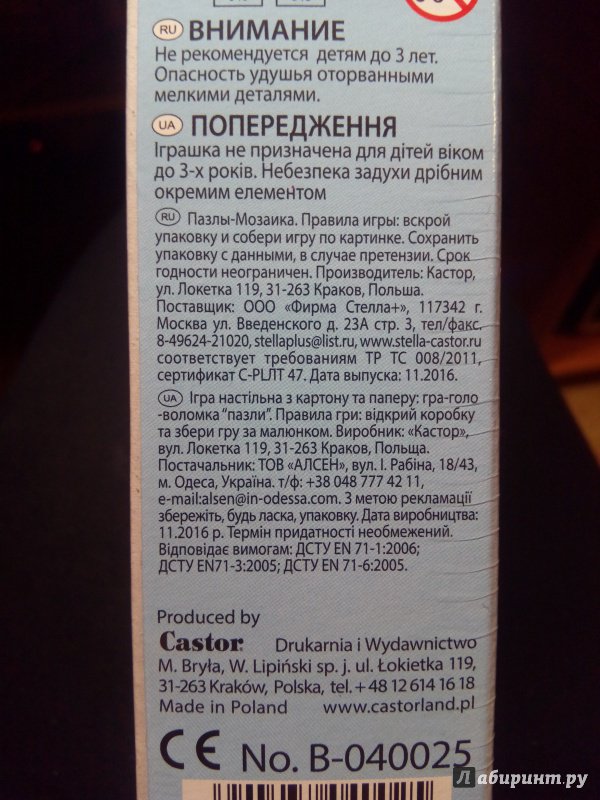 RU ВНИМАНИЕ
Не рекомендуется детям до 3 лет.
Опасность удушья оторванными
мелкими деталями.
UA ПОПЕРЕДЖЕННЯ
Іграшка не призначена для дітей віком
до 3-х років. Небезпека задухи дрібним
окремим елементом
RU Пазлы-Мозаика. Правила игры: вскрой
упаковку и собери игру по картинке. Сохранить
упаковку с данными, в случае претензии. Срок
годности неограничен. Производитель: Кастор,
ул. Локетка 119, 31-263 Краков, Польша.
Поставщик: ООО «Фирма Стелла+», 117342 г.
Москва ул. Введенского д. 23А стр. 3, тел/факс.
8-49624-21020, stellaplus@list.ru, www.stella-castor.ru
соответствует требованиям ТР ТС 008/2011,
сертификат C-PLЛТ 47. Дата выпуска: 11.2016.
UA Ігра настільна з картону та паперу: гра-голо-
воломка "пазли". Правила гри: відкрий коробку
та збери гру за малюнком. Виробник: «Кастор»,
вул. Локетка 119, 31-263 Краков, Польща.
Постачальник: ТОВ «АЛСЕН», вул. І. Рабіна, 18/43,
м. Одеса, Україна. т/ф: +38 048 777 42 11,
e-mail:alsen@in-odessa.com. З метою рекламації
збережіть, будь ласка, упаковку. Дата виробництва:
11.2016 р. Термін придатності необмежений.
Відповідає вимогам: ДСТУ EN 71-1:2006;
ДСТУ EN71-3:2005; ДСТУ EN 71-6:2005.
Produced by
Castor Drukarnia i Wydawnictwo
M. Bryła, W. Lipiński sp. j. ul. Łokietka 119,
31-263 Kraków, Polska, tel. + 48 12 614 16 18
Made in Poland www.castorland.pl
CE No. B-040025
Лабиринт.ру